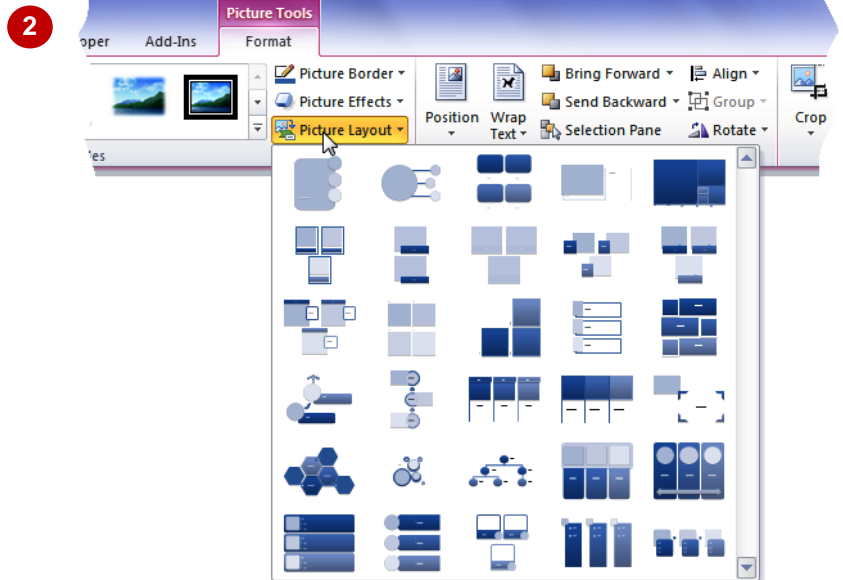 2
Picture Tools
oper Add-Ins Format
Picture Border
Picture Effects
Picture Layout
Position
Wrap
Text
Bring Forward
Send Backward
Selection Pane
Align
Group
Rotate
Crop
les